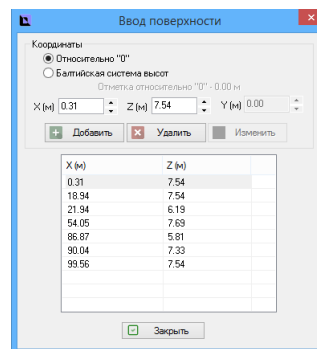 Ввод поверхности
Координаты
Относительно "0"
Балтийская система высот
Отметка относительно "0" - 0.00 м
X (м) 0.31 Z (м) 7.54 Y (м) 0.00
Добавить Удалить Изменить
X (м) Z (м)
0.31 7.54
18.94 7.54
21.94 6.19
54.05 7.69
86.87 5.81
90.04 7.33
99.56 7.54
Закрыть